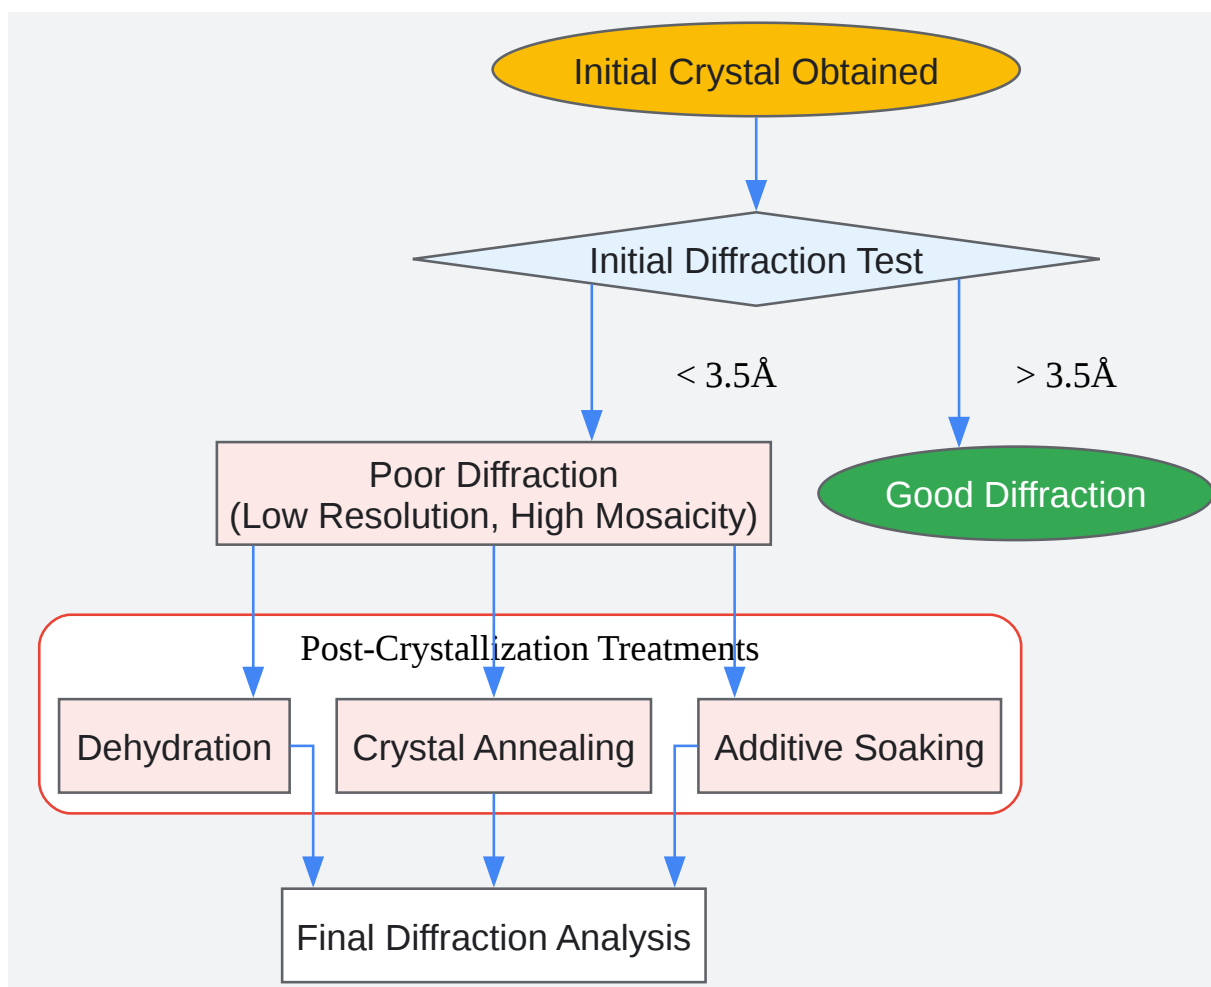 Initial Crystal Obtained
Initial Diffraction Test
< 3.5Å
> 3.5Å
Poor Diffraction
(Low Resolution, High Mosaicity)
Good Diffraction
Post-Crystallization Treatments
Dehydration
Crystal Annealing
Additive Soaking
Final Diffraction Analysis